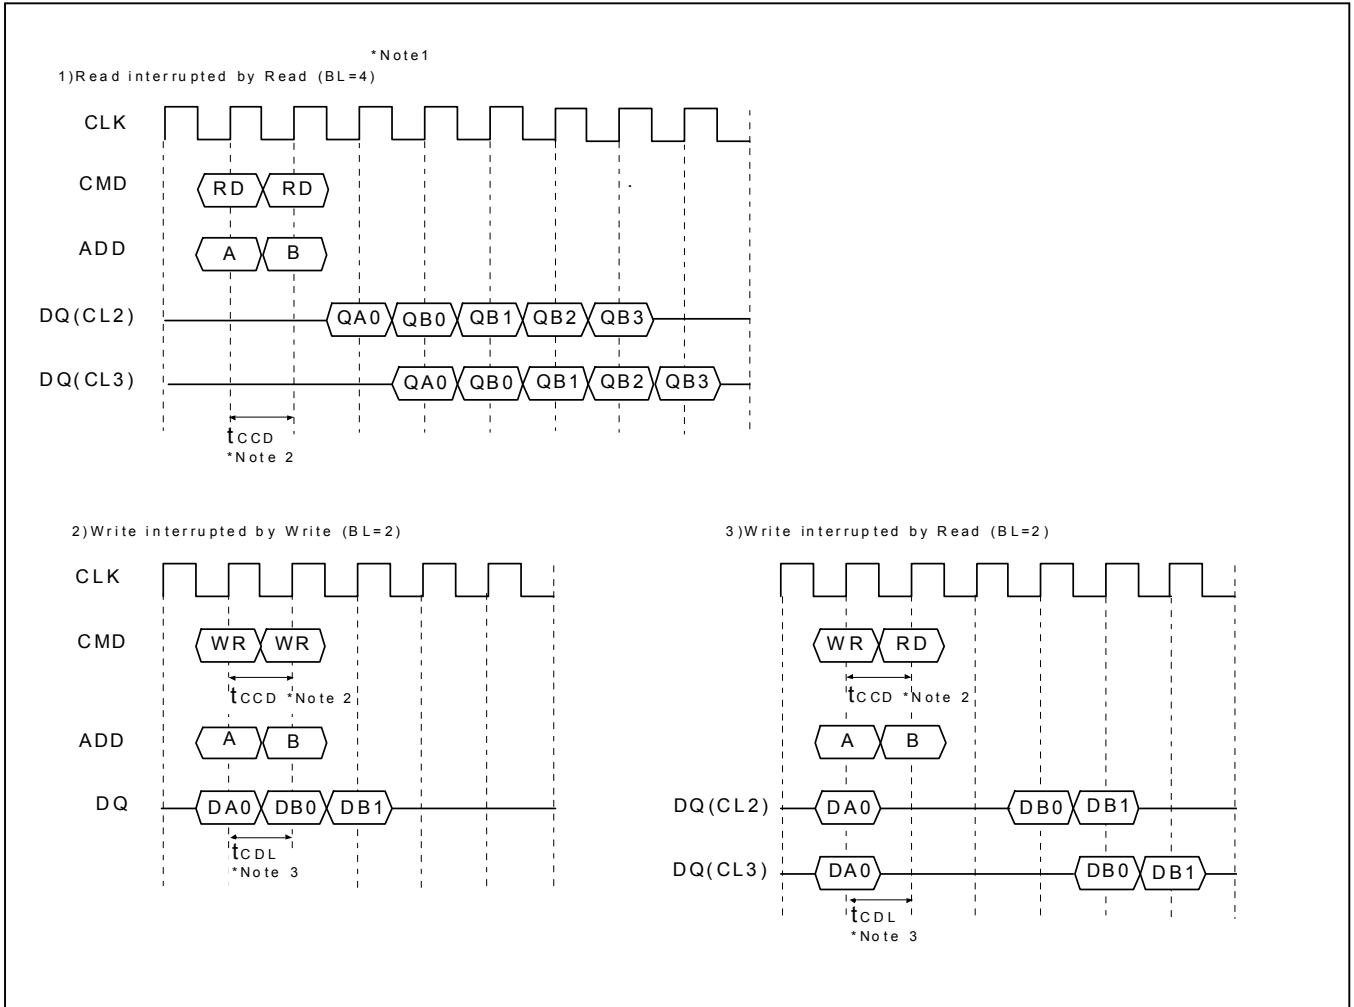 *Note1
1)Read interrupted by Read (BL=4)
CLK
CMD RD RD
ADD A B
DQ(CL2) QA0 QB0 QB1 QB2 QB3
DQ(CL3) QA0 QB0 QB1 QB2 QB3
tCCD
*Note 2
2)Write interrupted by Write (BL=2)
CLK
CMD WR WR
tCCD *Note 2
ADD A B
DQ DA0 DB0 DB1
tCDL
*Note 3
3)Write interrupted by Read (BL=2)
WR RD
tCCD *Note 2
A B
DQ(CL2) DA0 DB0 DB1
DQ(CL3) DA0 DB0 DB1
tCDL
*Note 3